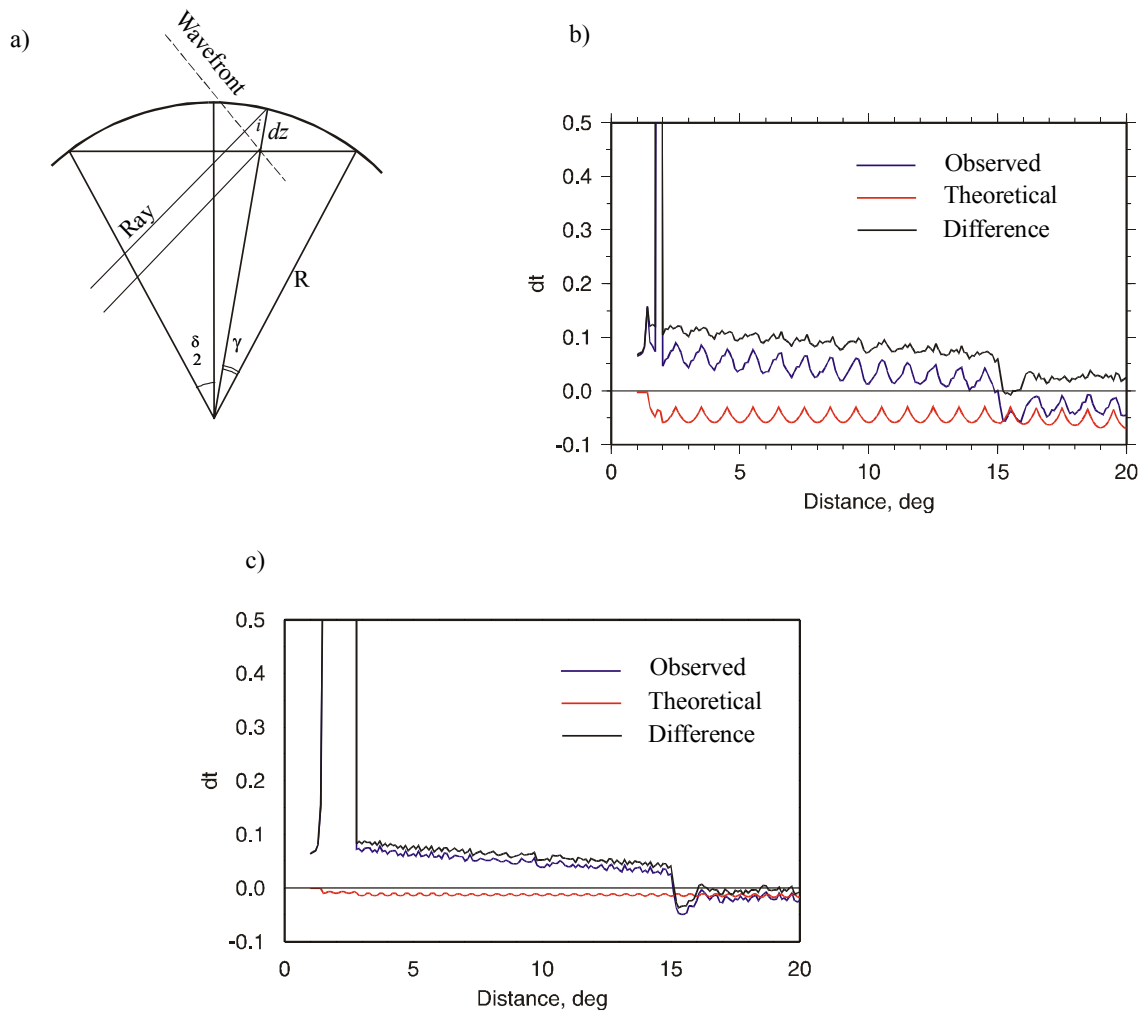 a)
Wavefront
i
dz
Ray
R
δ
2
γ
b)
0.5
0.4
0.3
0.2
0.1
0.0
-0.1
dt
Observed
Theoretical
Difference
0 5 10 15 20
Distance, deg
c)
0.5
0.4
0.3
0.2
0.1
0.0
-0.1
dt
Observed
Theoretical
Difference
0 5 10 15 20
Distance, deg